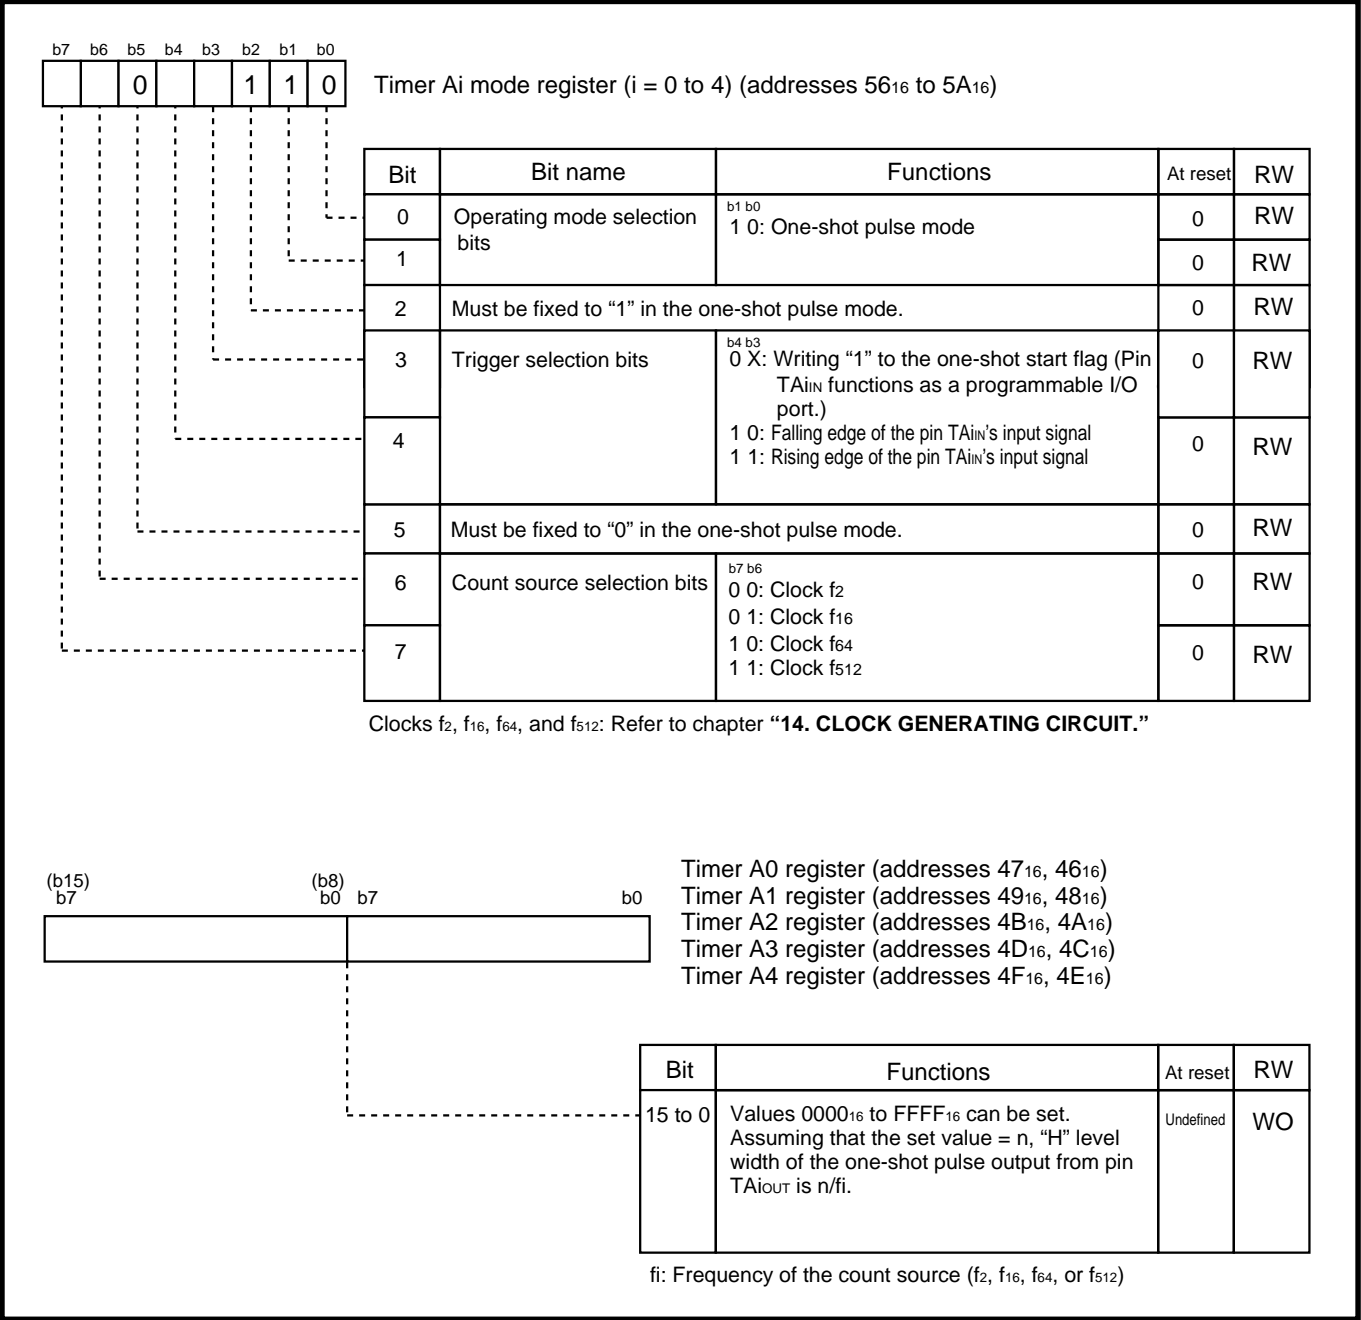 b7 b6 b5 b4 b3 b2 b1 b0
0 1 1 0
Timer Ai mode register (i = 0 to 4) (addresses 5616 to 5A16)
Bit Bit name Functions At reset RW
0 Operating mode selection bits
b1 b0
1 0: One-shot pulse mode
0 RW
1 0 RW
2 Must be fixed to “1” in the one-shot pulse mode. 0 RW
3 Trigger selection bits
b4 b3
0 X: Writing “1” to the one-shot start flag (Pin
TAiIN functions as a programmable I/O
port.)
0 RW
4
1 0: Falling edge of the pin TAiIN’s input signal
1 1: Rising edge of the pin TAiIN’s input signal
0 RW
5 Must be fixed to “0” in the one-shot pulse mode. 0 RW
6 Count source selection bits
b7 b6
0 0: Clock f2
0 1: Clock f16
0 RW
7
1 0: Clock f64
1 1: Clock f512
0 RW
Clocks f2, f16, f64, and f512: Refer to chapter “14. CLOCK GENERATING CIRCUIT.”
(b15) (b8)
b7 b0 b7 b0
Timer A0 register (addresses 4716, 4616)
Timer A1 register (addresses 4916, 4816)
Timer A2 register (addresses 4B16, 4A16)
Timer A3 register (addresses 4D16, 4C16)
Timer A4 register (addresses 4F16, 4E16)
Bit Functions At reset RW
15 to 0 Values 000016 to FFFF16 can be set. Undefined WO
Assuming that the set value = n, “H” level
width of the one-shot pulse output from pin
TAiOUT is n/fi.
fi: Frequency of the count source (f2, f16, f64, or f512)